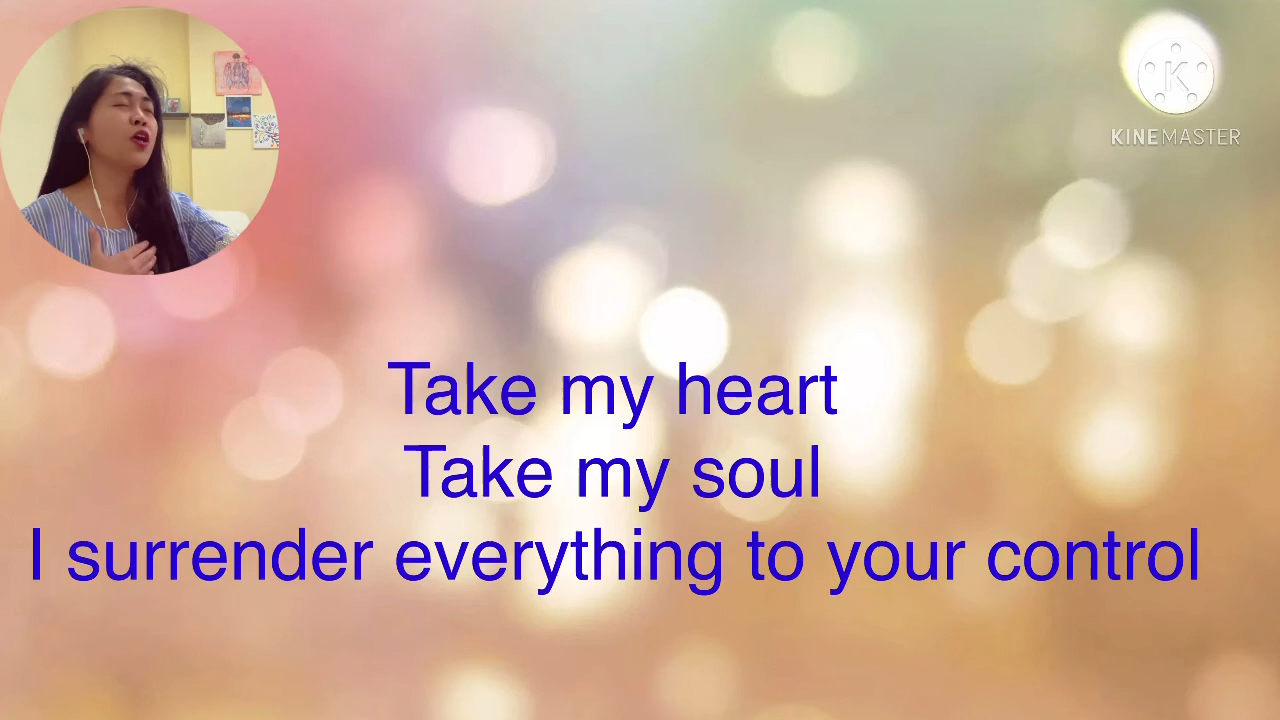 K
KINEMASTER
Take my heart
Take my soul
I surrender everything to your control